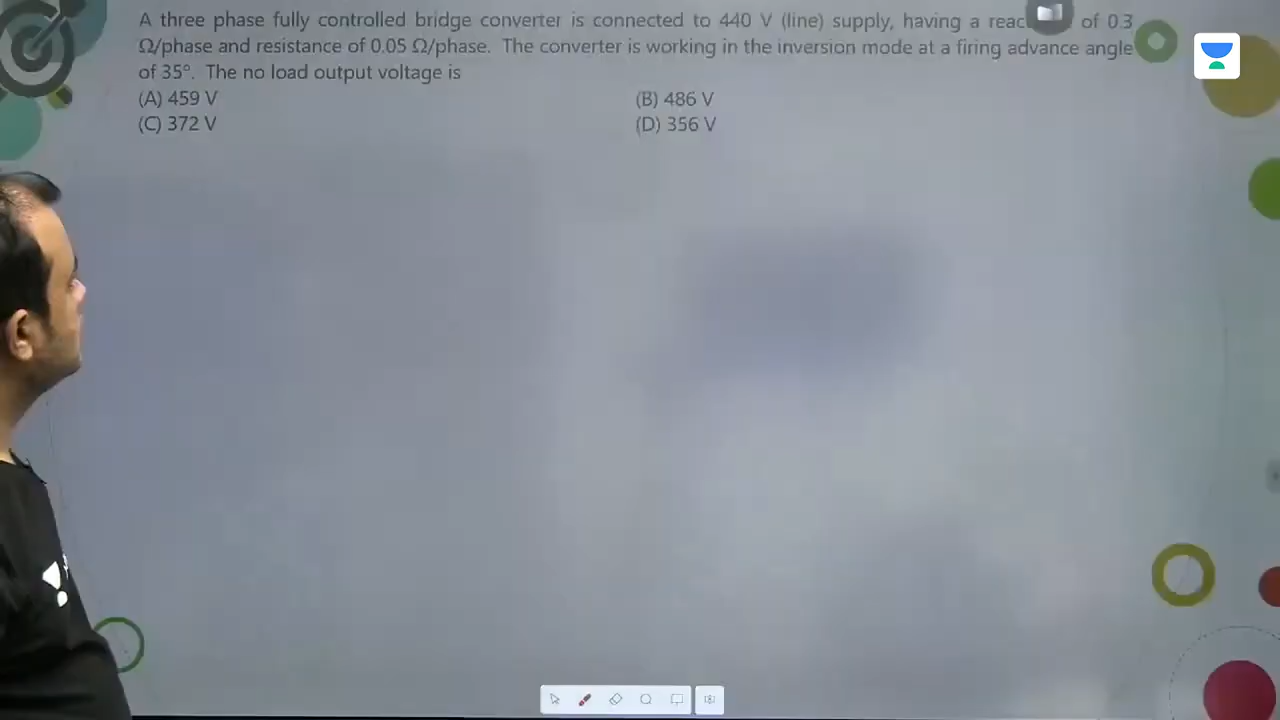 A three phase fully controlled bridge converter is connected to 440 V (line) supply, having a reac of 0.3
Ω/phase and resistance of 0.05 Ω/phase. The converter is working in the inversion mode at a firing advance angle
of 35°. The no load output voltage is
(A) 459 V
(B) 486 V
(C) 372 V
(D) 356 V